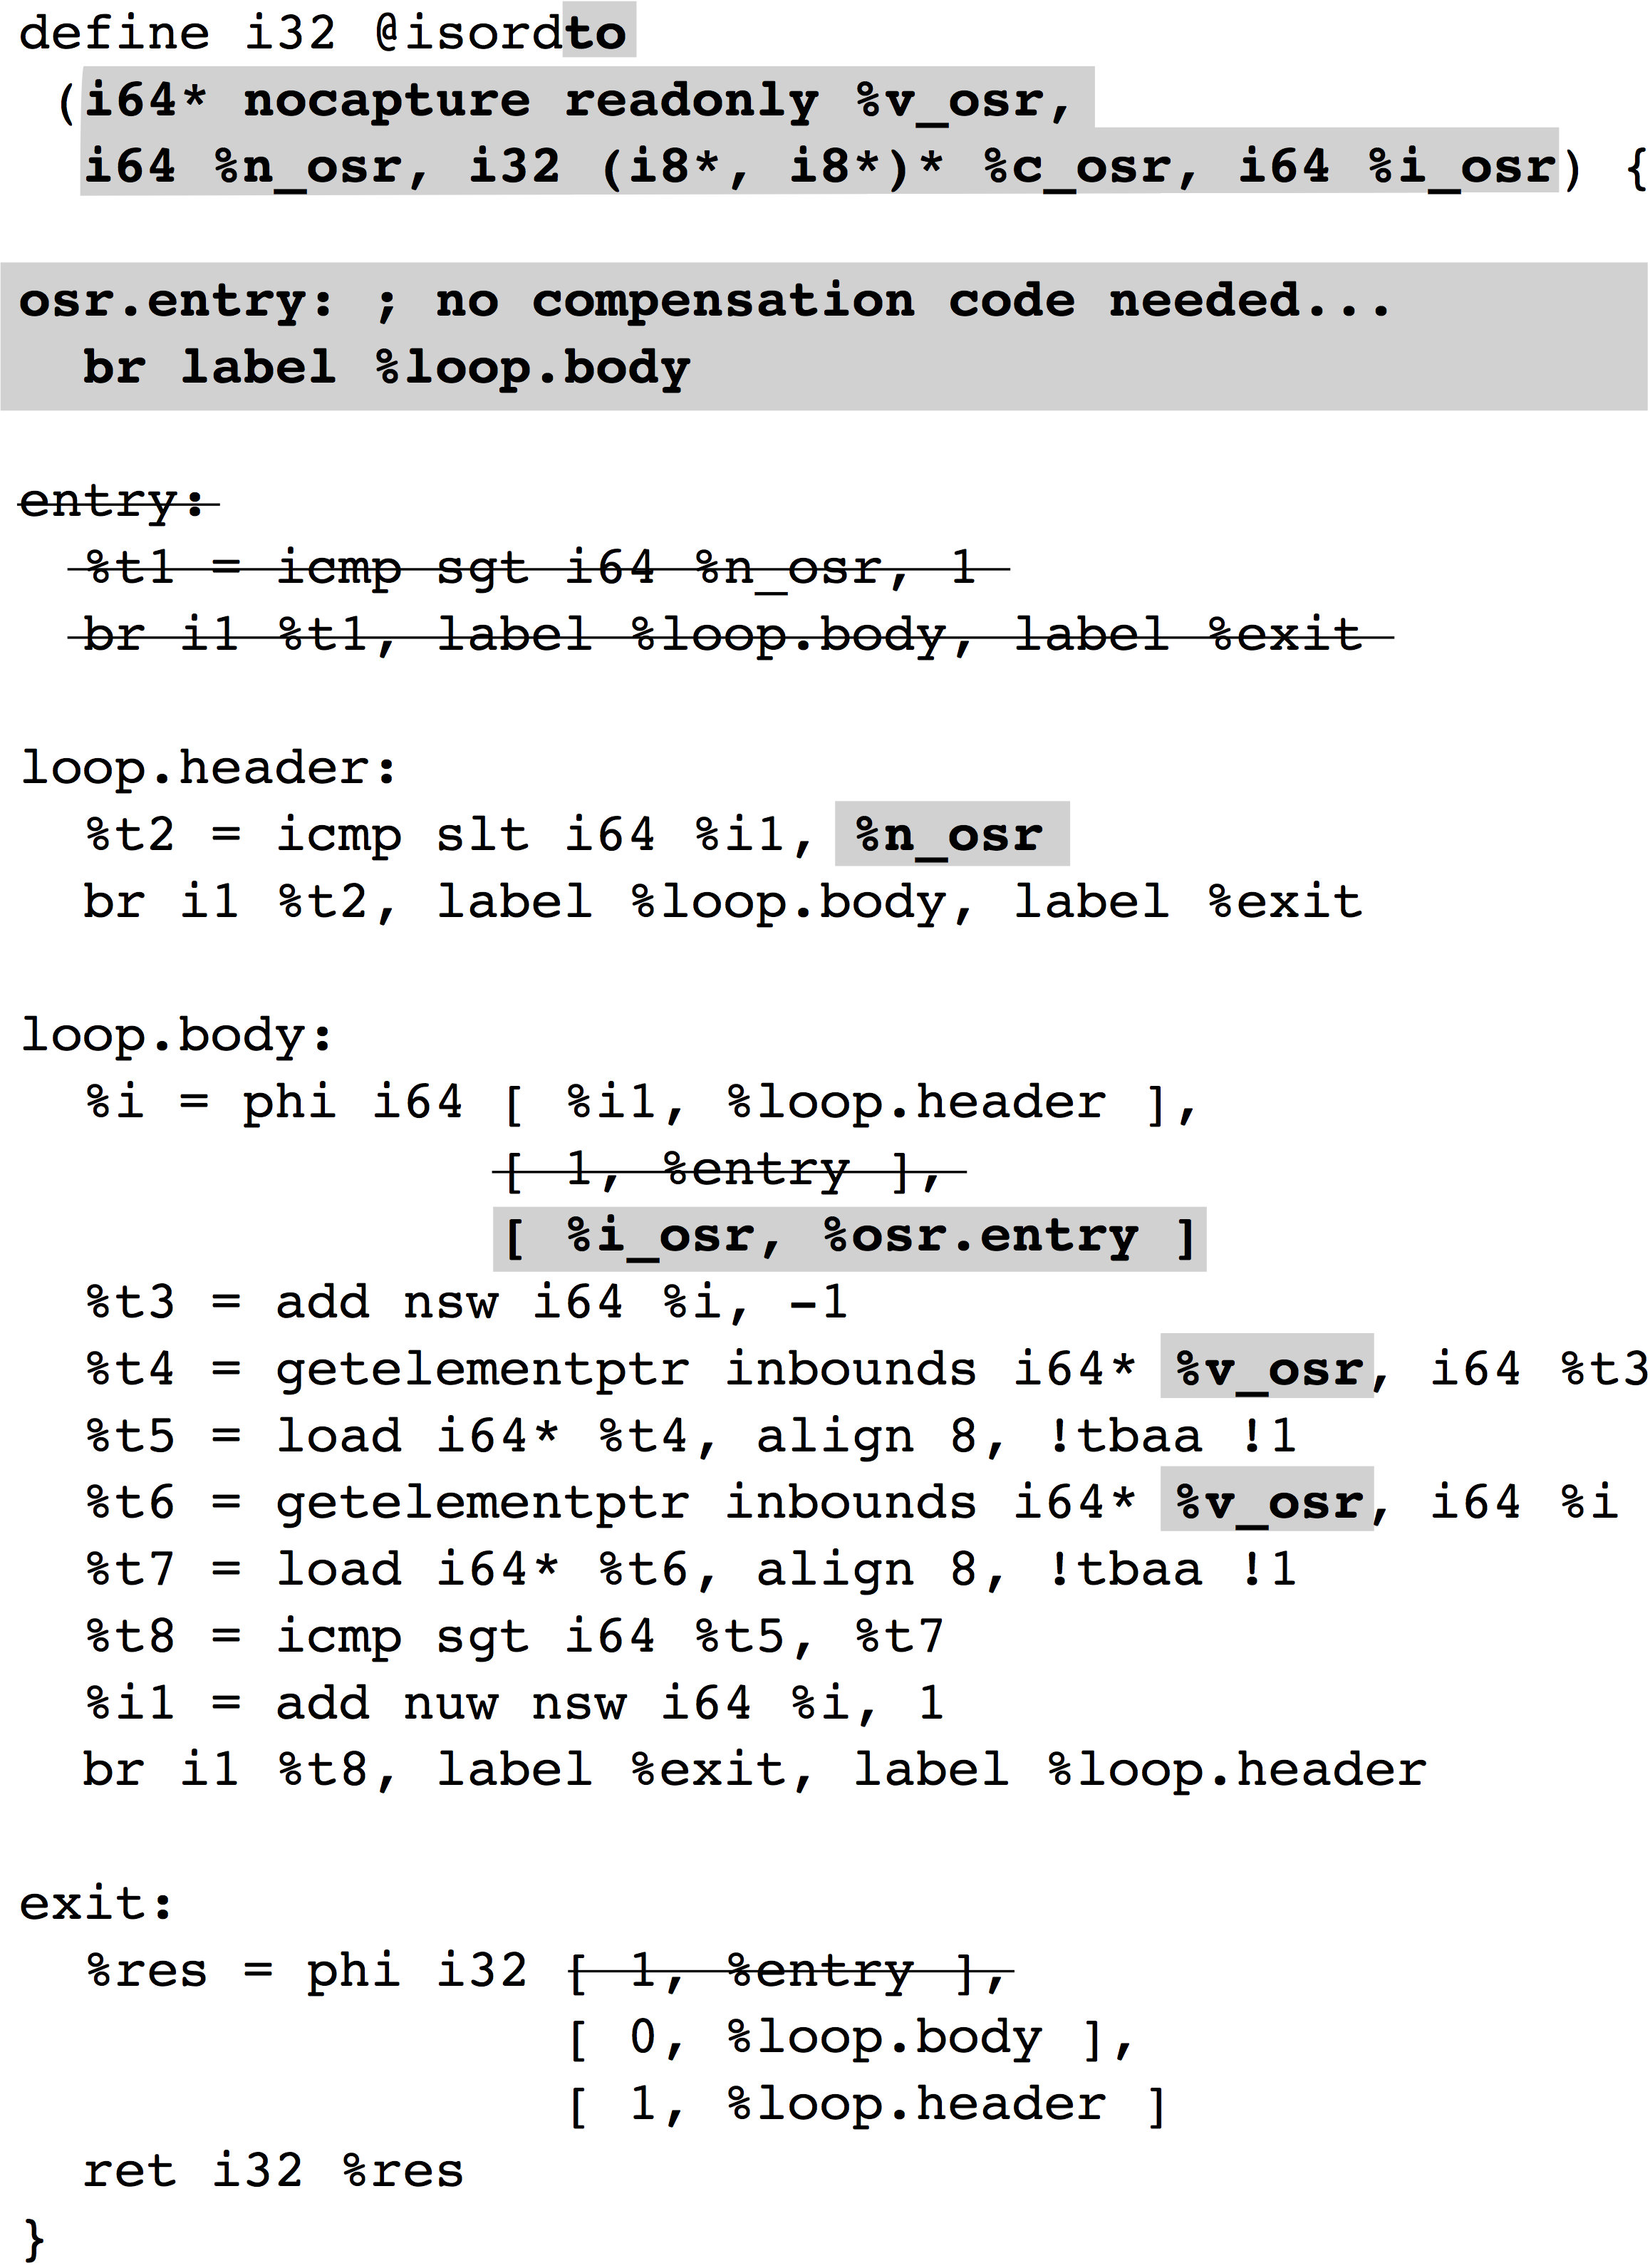 define i32 @isordto
(i64* nocapture readonly %v_osr,
i64 %n_osr, i32 (i8*, i8*)* %c_osr, i64 %i_osr) {
osr.entry: ; no compensation code needed...
br label %loop.body
entry:
%t1 = icmp sgt i64 %n_osr, 1
br i1 %t1, label %loop.body, label %exit
loop.header:
%t2 = icmp slt i64 %i1, %n_osr
br i1 %t2, label %loop.body, label %exit
loop.body:
%i = phi i64 [ %i1, %loop.header ],
[ 1, %entry ],
[ %i_osr, %osr.entry ]
%t3 = add nsw i64 %i, -1
%t4 = getelementptr inbounds i64* %v_osr, i64 %t3
%t5 = load i64* %t4, align 8, !tbaa !1
%t6 = getelementptr inbounds i64* %v_osr, i64 %i
%t7 = load i64* %t6, align 8, !tbaa !1
%t8 = icmp sgt i64 %t5, %t7
%i1 = add nuw nsw i64 %i, 1
br i1 %t8, label %exit, label %loop.header
exit:
%res = phi i32 [ 1, %entry ],
[ 0, %loop.body ],
[ 1, %loop.header ]
ret i32 %res
}